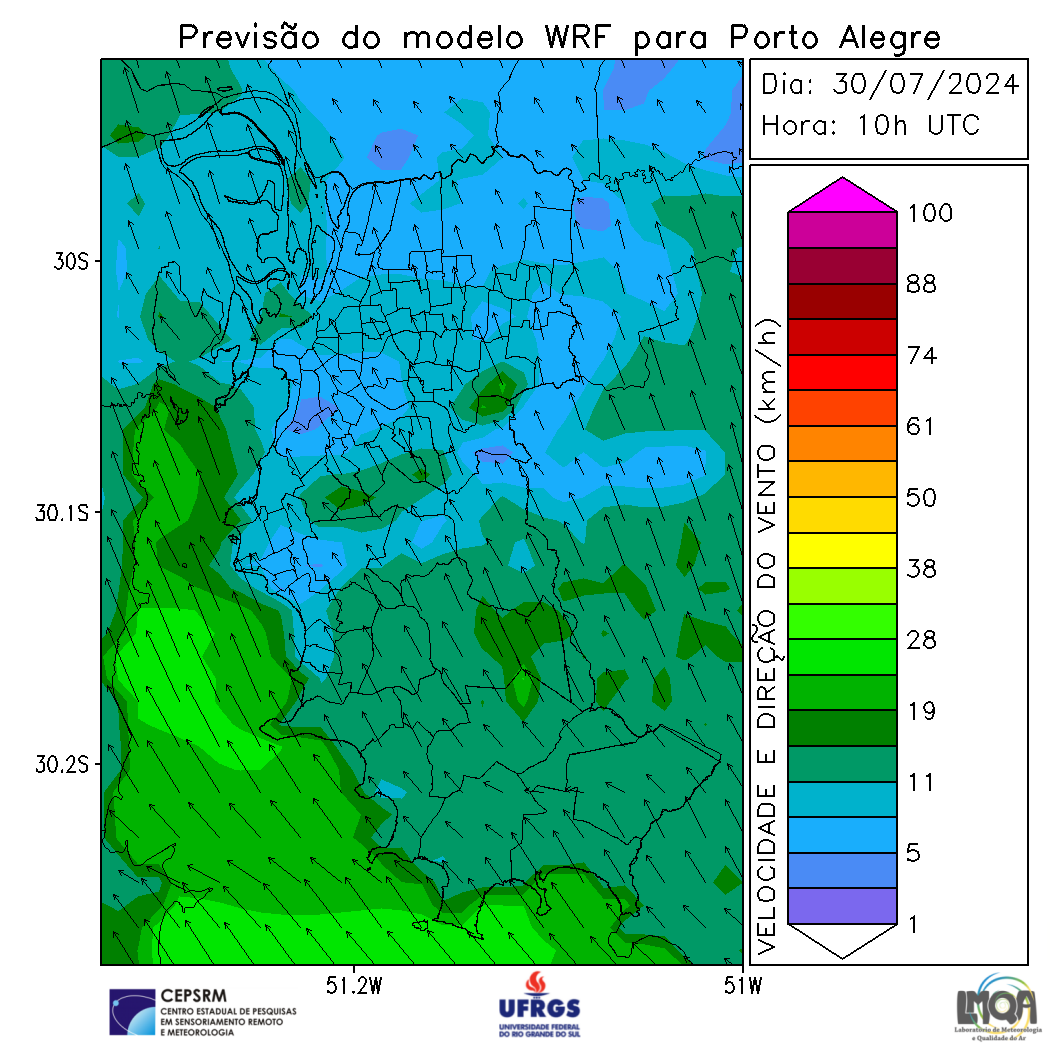 Previsão do modelo WRF para Porto Alegre
Dia: 30/07/2024
Hora: 10h UTC
30S
30.1S
30.2S
51.2W
51W
VELOCIDADE E DIREÇÃO DO VENTO (km/h)
100
88
74
61
50
38
28
19
11
5
1
CEPSRM
CENTRO ESTADUAL DE PESQUISAS
EM SENSORIAMENTO REMOTO
E METEOROLOGIA
UFRGS
UNIVERSIDADE FEDERAL
DO RIO GRANDE DO SUL
LMQA
Laboratório de Meteorologia
e Qualidade do Ar